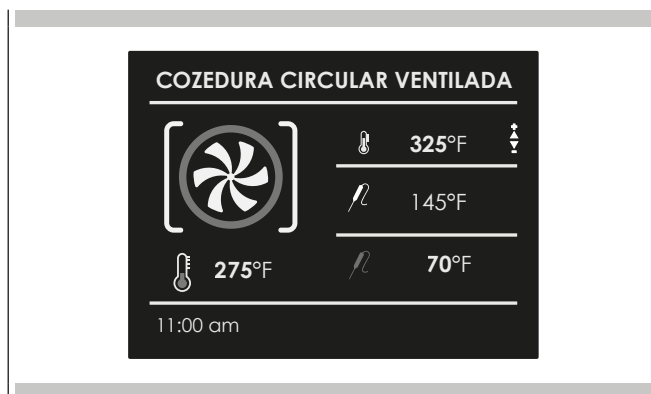 COZEDURA CIRCULAR VENTILADA
325°F
145°F
275°F
70°F
11:00 am